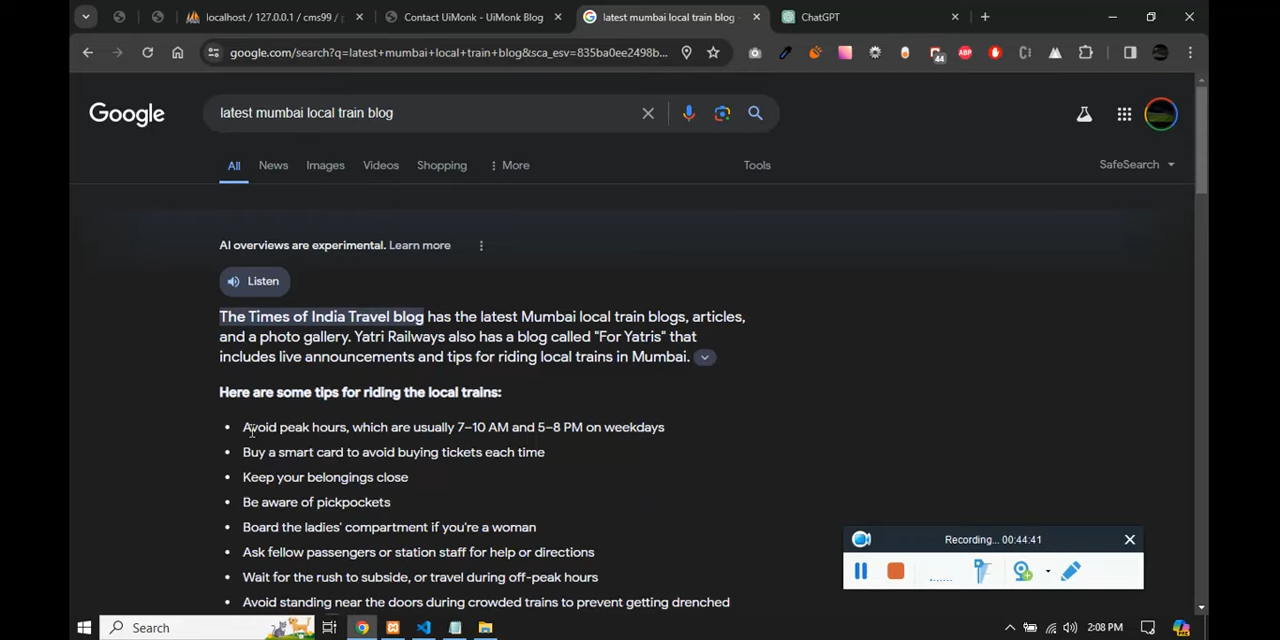 localhost / 127.0.0.1 / cms99 /
Contact UiMonk - UiMonk Blog
latest mumbai local train blog -
ChatGPT
google.com/search?q=latest+mumbai+local+train+blog&sca_esv=835ba0ee2498b...
44
ABP
Google
latest mumbai local train blog
All
News
Images
Videos
Shopping
More
Tools
SafeSearch
AI overviews are experimental. Learn more
Listen
The Times of India Travel blog has the latest Mumbai local train blogs, articles,
and a photo gallery. Yatri Railways also has a blog called "For Yatris" that
includes live announcements and tips for riding local trains in Mumbai.
Here are some tips for riding the local trains:
• Avoid peak hours, which are usually 7–10 AM and 5–8 PM on weekdays
• Buy a smart card to avoid buying tickets each time
• Keep your belongings close
• Be aware of pickpockets
• Board the ladies' compartment if you're a woman
• Ask fellow passengers or station staff for help or directions
• Wait for the rush to subside, or travel during off-peak hours
• Avoid standing near the doors during crowded trains to prevent getting drenched
Recording... 00:44:41
Search
2:08 PM